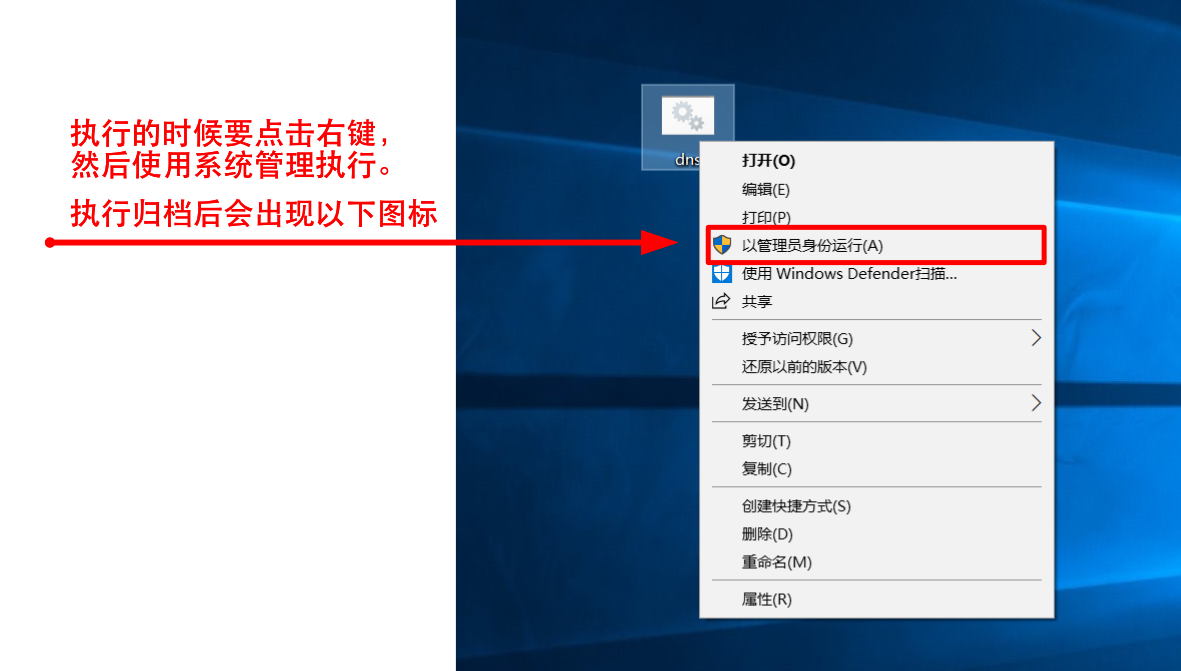 执行的时候要点击右键，
然后使用系统管理执行。
执行归档后会出现以下图标
dns
打开(O)
编辑(E)
打印(P)
以管理员身份运行(A)
使用 Windows Defender扫描...
共享
授予访问权限(G)
还原以前的版本(V)
发送到(N)
剪切(T)
复制(C)
创建快捷方式(S)
删除(D)
重命名(M)
属性(R)